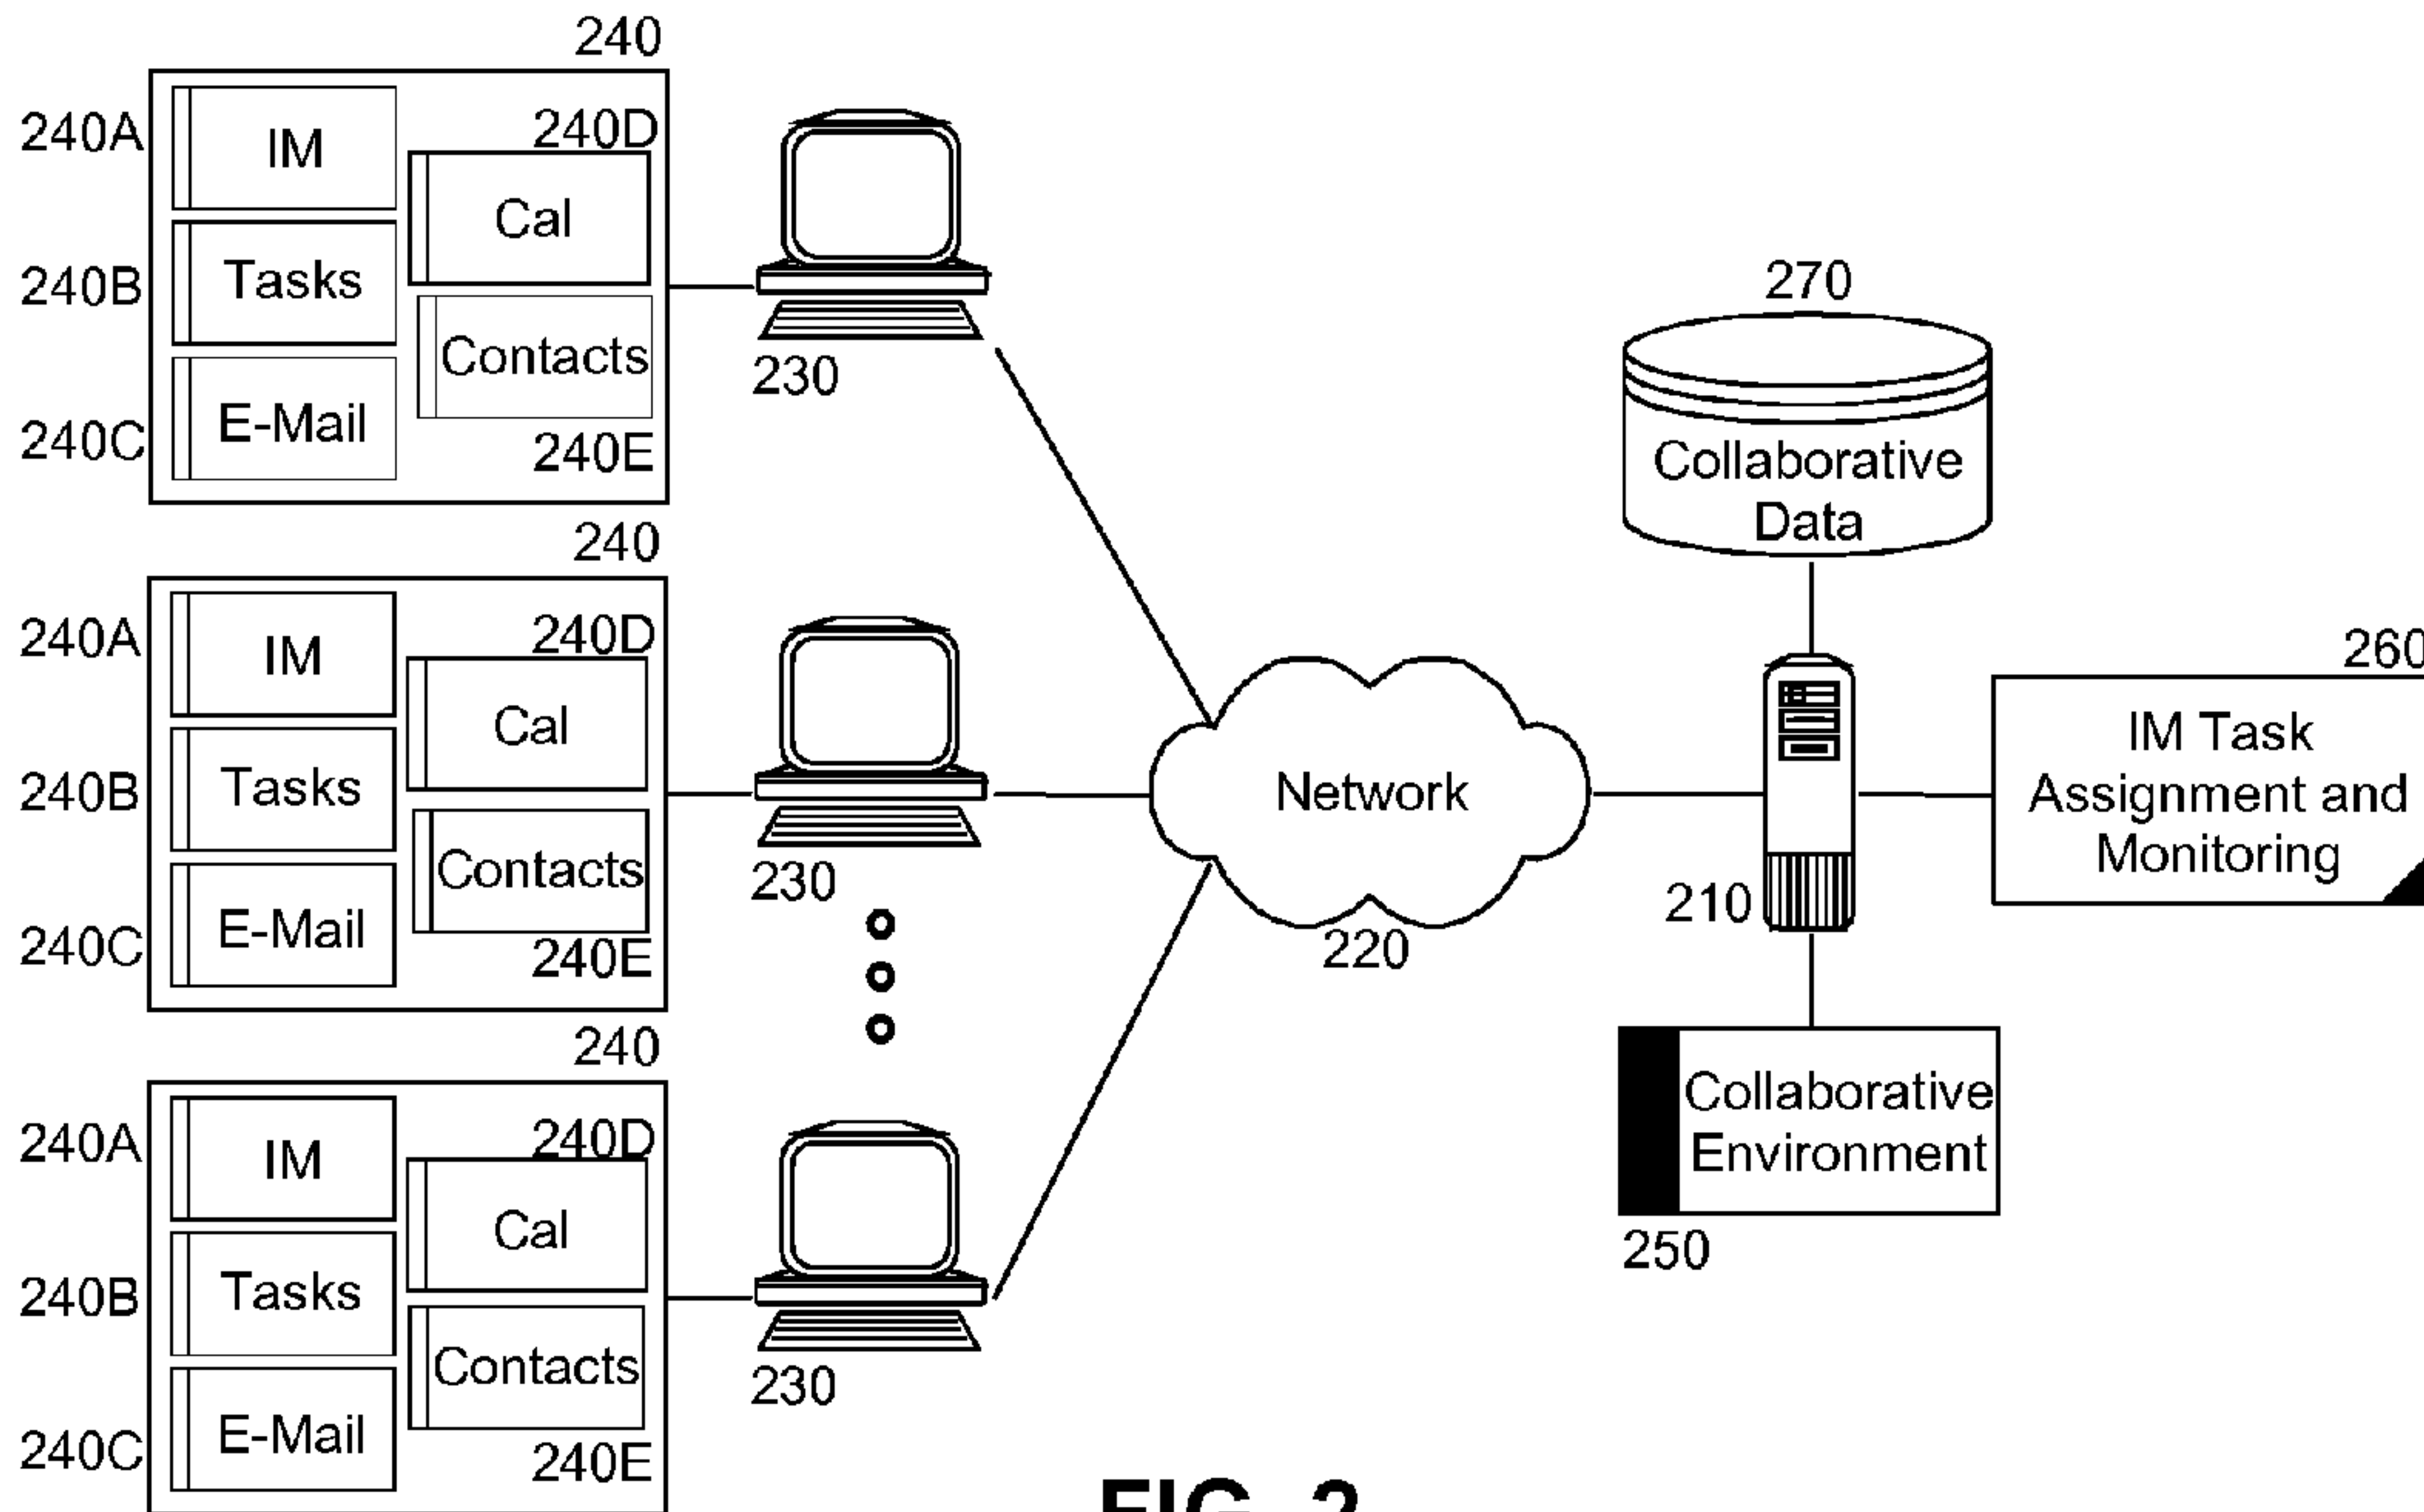 240
240A
IM
240D
Cal
240B
Tasks
Contacts
240C
E-Mail
240E
230
240
240A
IM
240D
Cal
240B
Tasks
Contacts
240C
E-Mail
240E
230
240
240A
IM
240D
Cal
240B
Tasks
Contacts
240C
E-Mail
240E
230
Network
220
270
Collaborative
Data
210
260
IM Task
Assignment and
Monitoring
Collaborative
Environment
250
FIG. 2